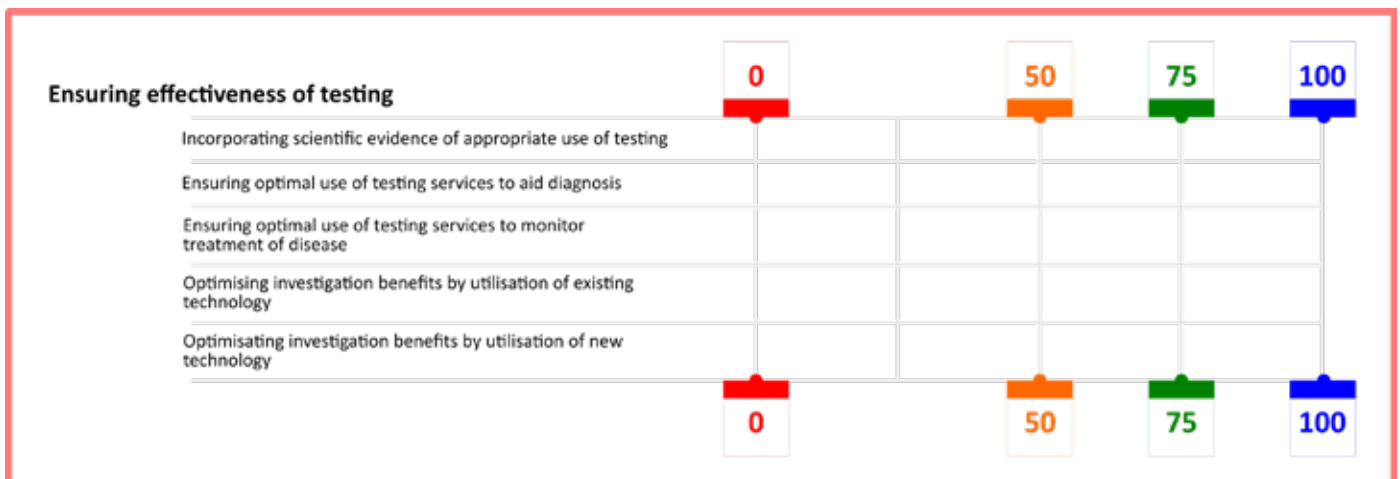 0 50 75 100
Ensuring effectiveness of testing
Incorporating scientific evidence of appropriate use of testing
Ensuring optimal use of testing services to aid diagnosis
Ensuring optimal use of testing services to monitor
treatment of disease
Optimising investigation benefits by utilisation of existing
technology
Optimisating investigation benefits by utilisation of new
technology
0 50 75 100